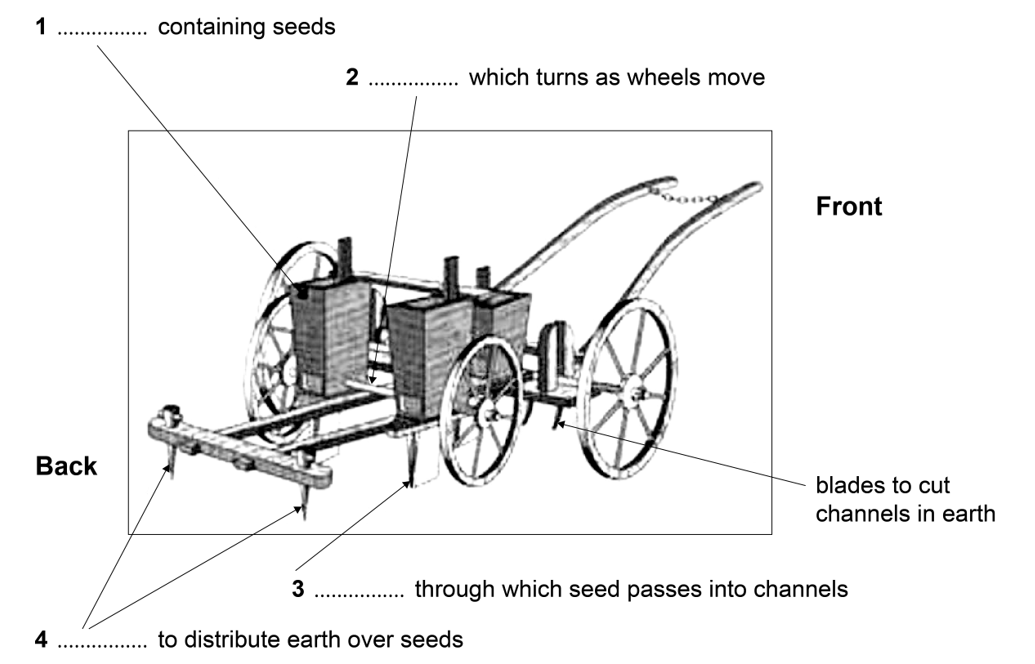 1 ................ containing seeds
2 ................ which turns as wheels move
Front
Back
blades to cut
channels in earth
3 ................ through which seed passes into channels
4 ................ to distribute earth over seeds